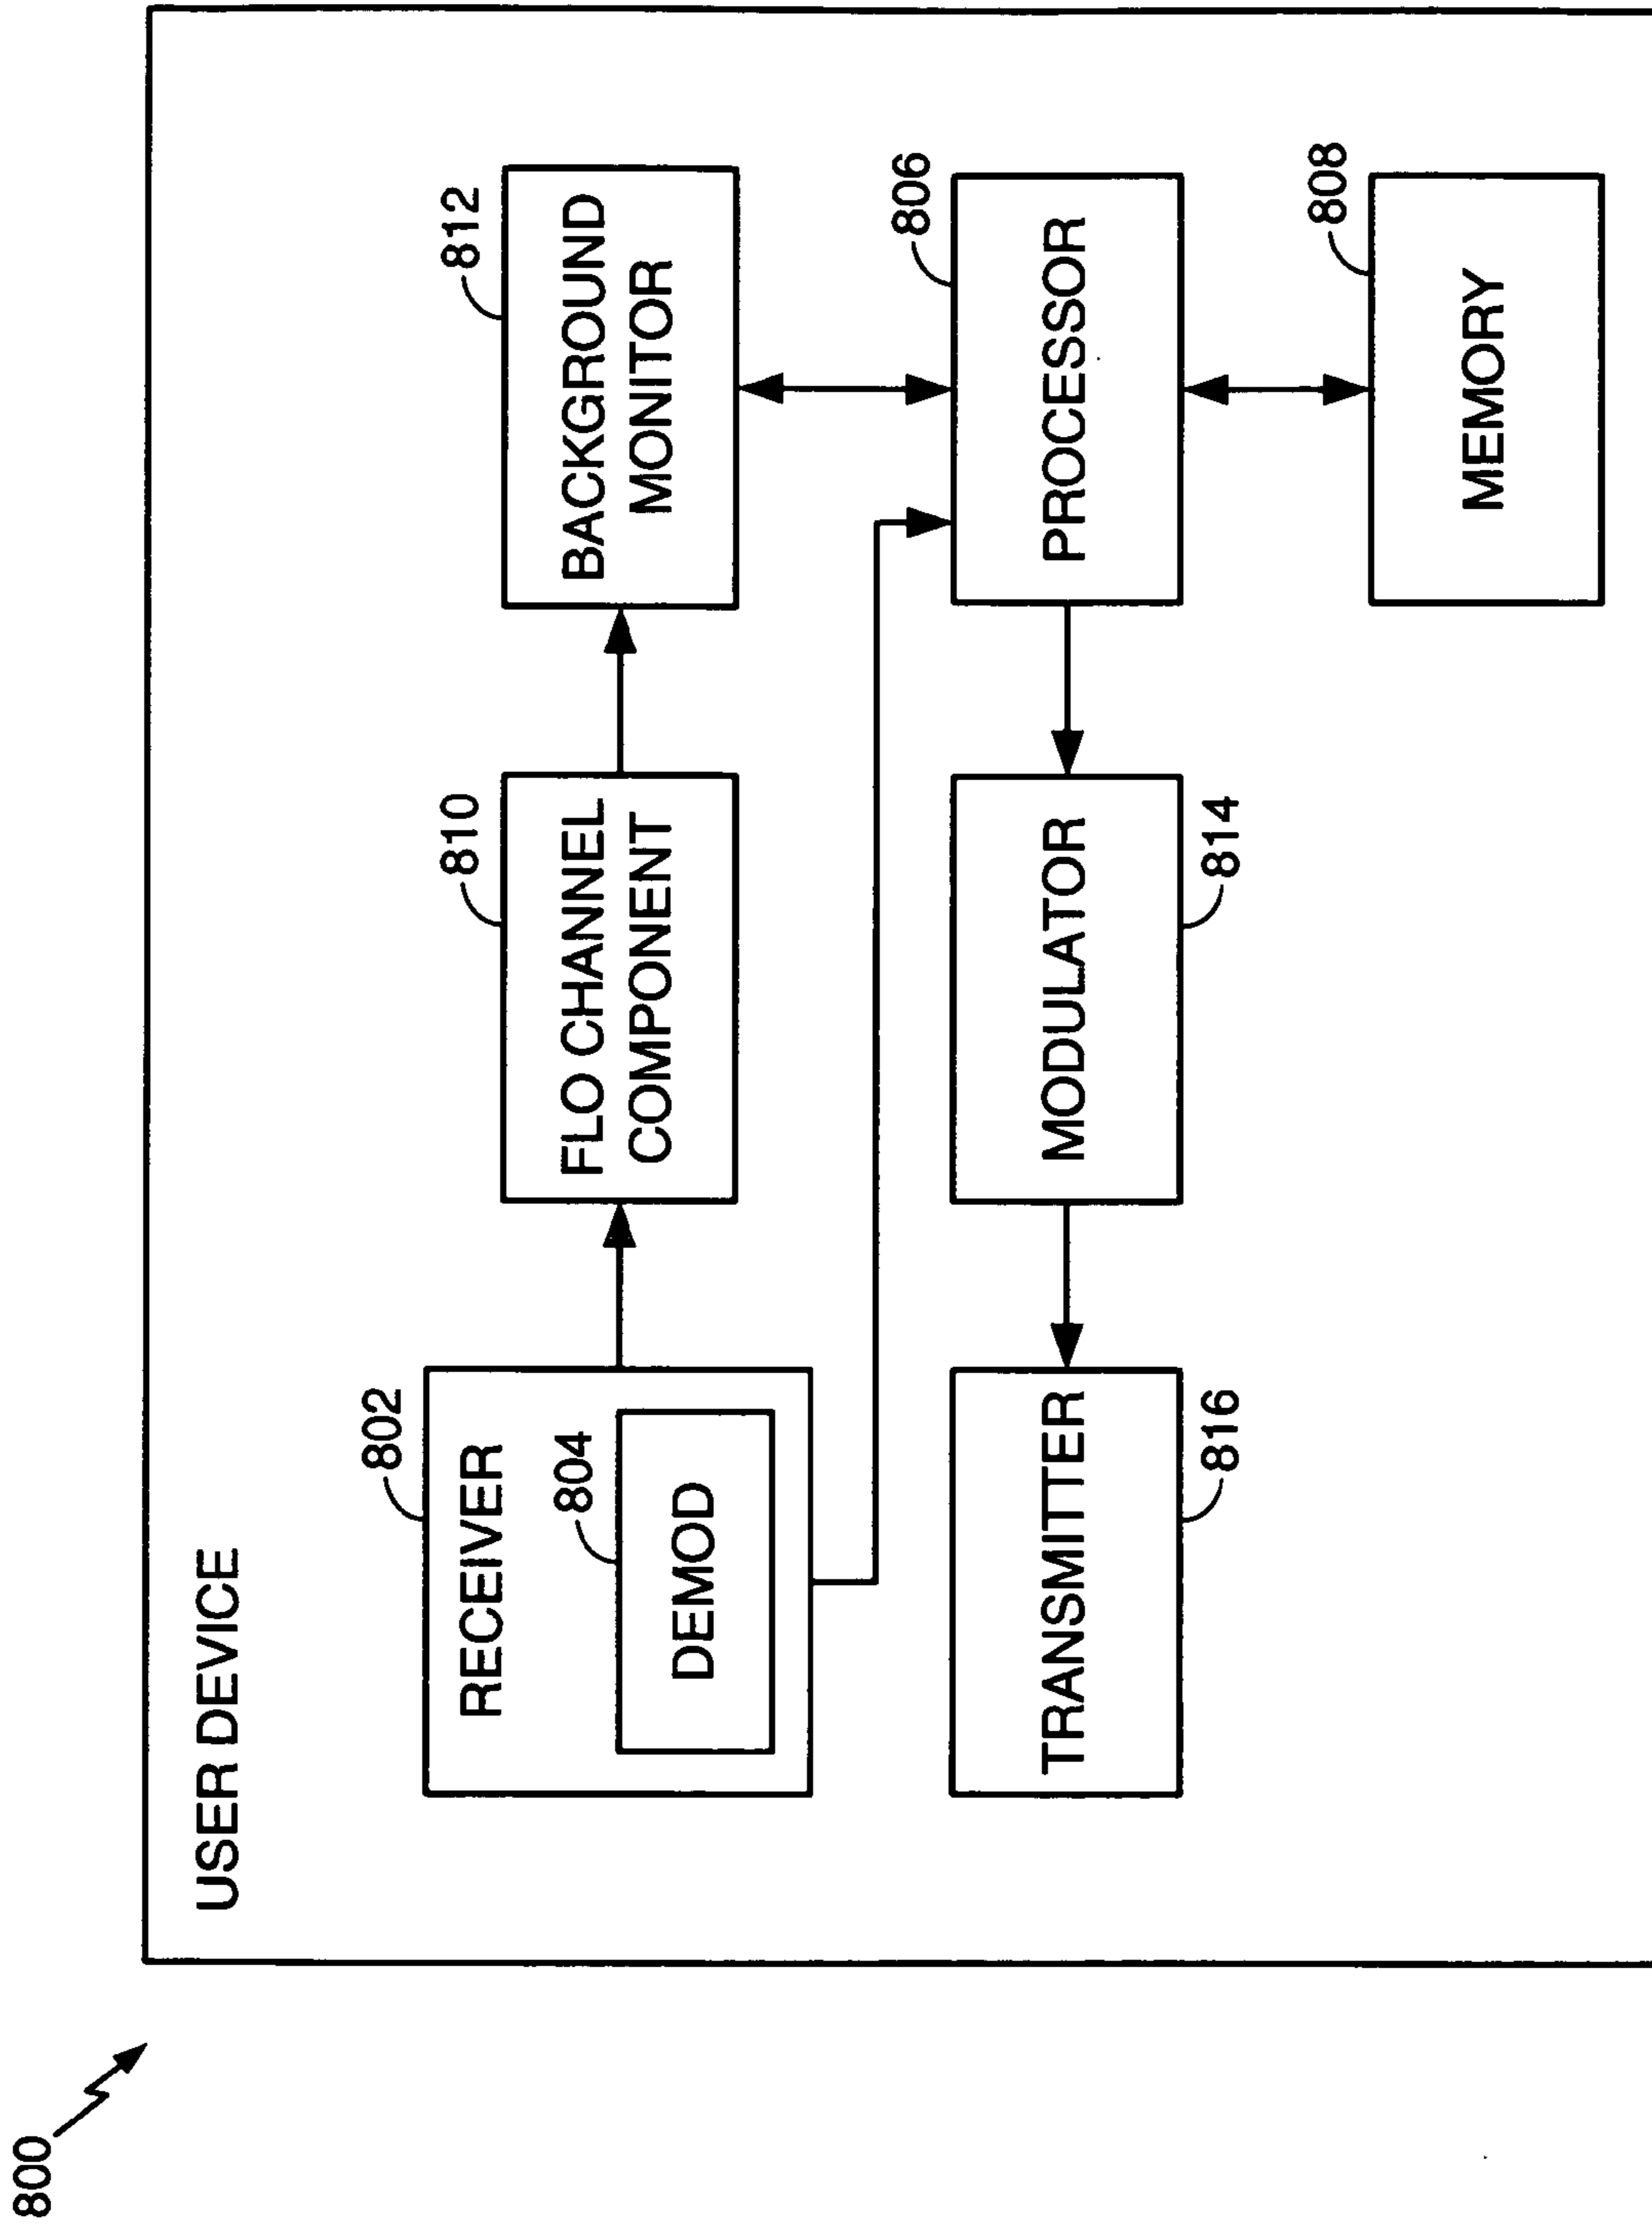 800
USER DEVICE
802
RECEIVER
804
DEMOD
810
FLO CHANNEL
COMPONENT
812
BACKGROUND
MONITOR
TRANSMITTER
816
MODULATOR
814
806
PROCESSOR
808
MEMORY